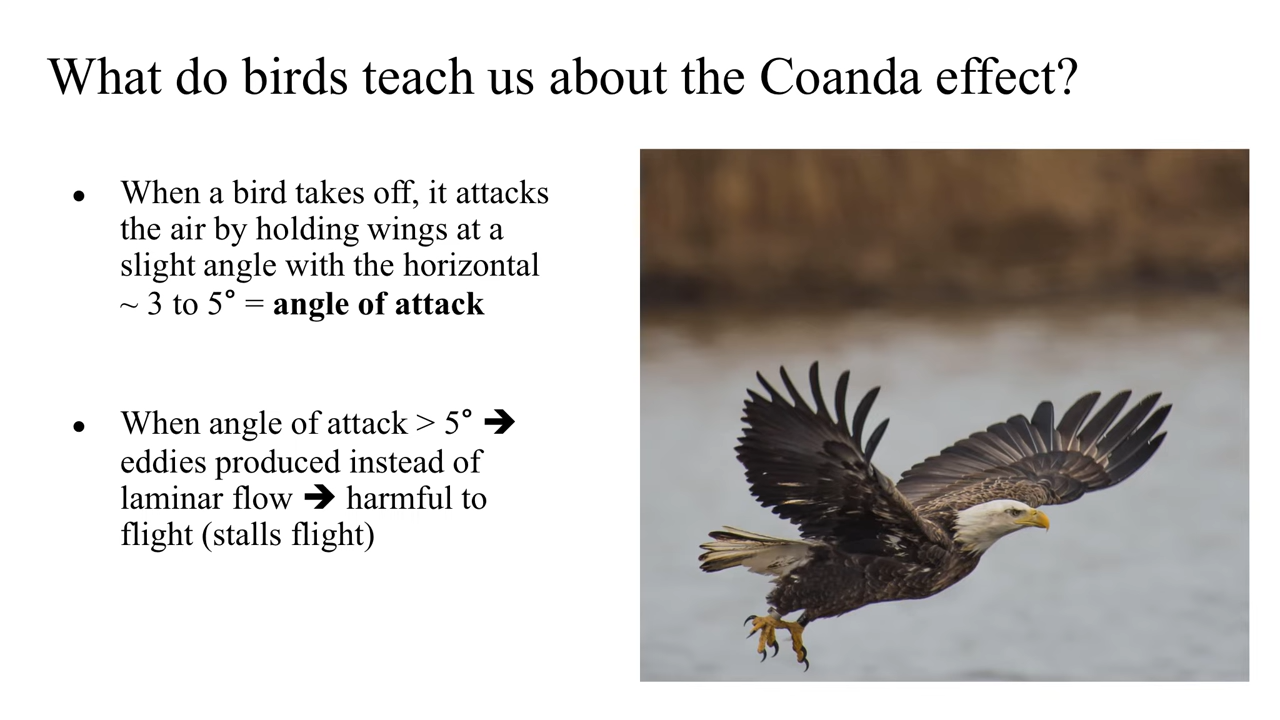 What do birds teach us about the Coanda effect?
● When a bird takes off, it attacks
the air by holding wings at a
slight angle with the horizontal
~ 3 to 5° = angle of attack
● When angle of attack > 5° 🡺
eddies produced instead of
laminar flow 🡺 harmful to
flight (stalls flight)